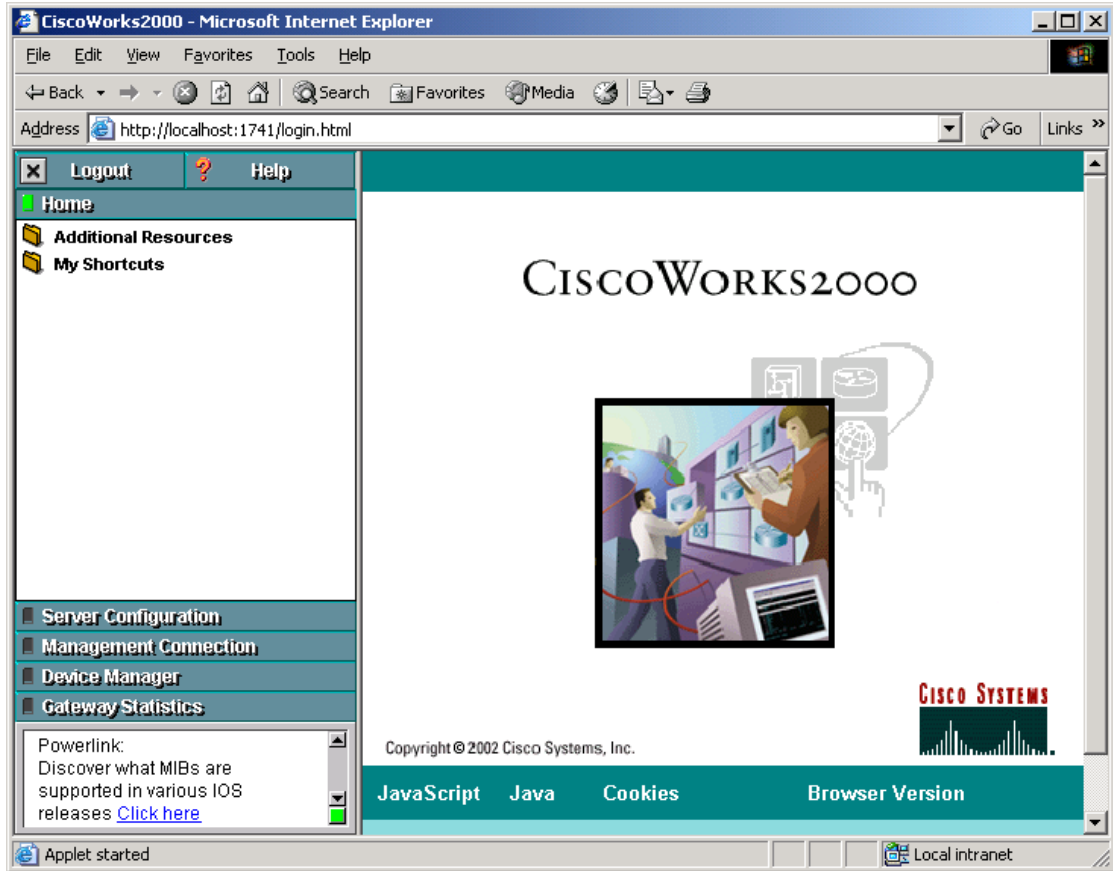 CiscoWorks2000 - Microsoft Internet Explorer
File Edit View Favorites Tools Help
Back Search Favorites Media
Address http://localhost:1741/login.html Go Links »
Logout ? Help
Home
Additional Resources
My Shortcuts
Server Configuration
Management Connection
Device Manager
Gateway Statistics
Powerlink:
Discover what MIBs are
supported in various IOS
releases Click here
CISCOWORKS2000
CISCO SYSTEMS
Copyright © 2002 Cisco Systems, Inc.
JavaScript Java Cookies Browser Version
Applet started Local intranet